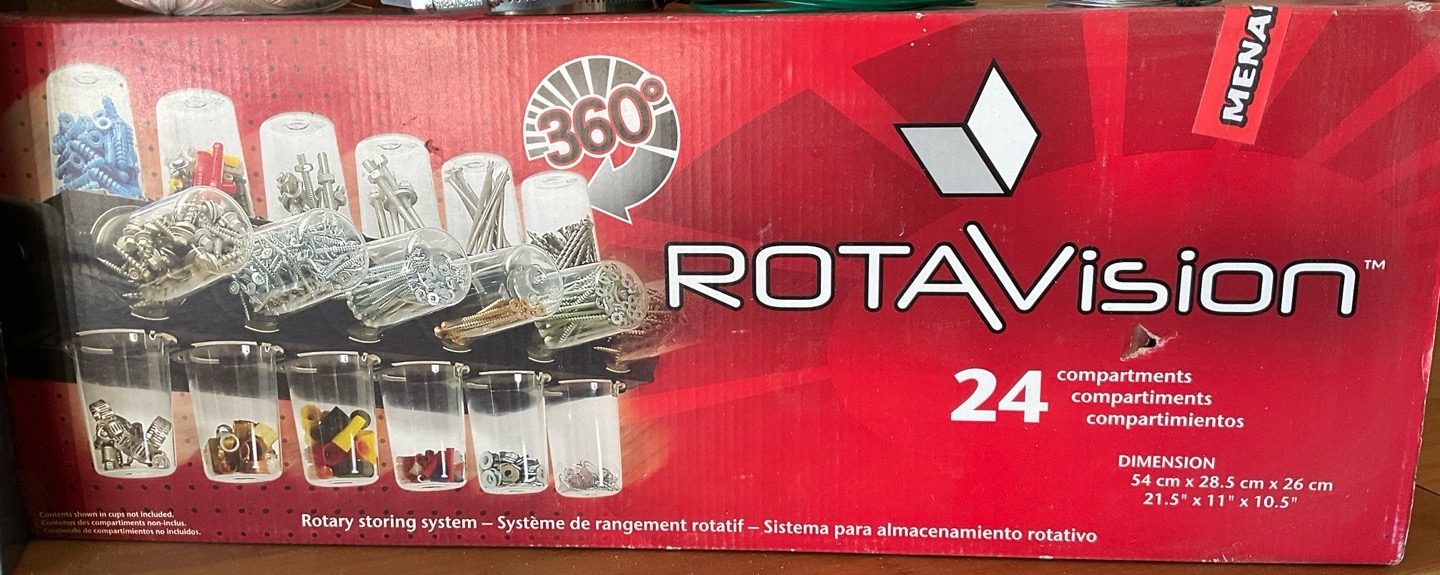 MENA
360°
ROTAVision™
24 compartments
compartiments
compartimientos
DIMENSION
54 cm x 28.5 cm x 26 cm
21.5" x 11" x 10.5"
Contents shown in cups not included.
Contenus des compartiments non-inclus.
Contenido de compartimientos no incluidos.
Rotary storing system – Système de rangement rotatif – Sistema para almacenamiento rotativo